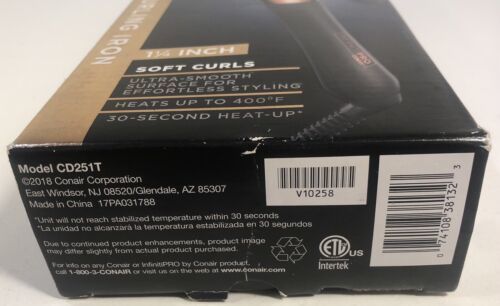 CURLING IRON
1¼ INCH
SOFT CURLS
ULTRA-SMOOTH
SURFACE FOR
EFFORTLESS STYLING
HEATS UP TO 400°F
30-SECOND HEAT-UP*
Model CD251T
©2018 Conair Corporation
East Windsor, NJ 08520/Glendale, AZ 85307
Made in China 17PA031788
*Unit will not reach stabilized temperature within 30 seconds
*La unidad no alcanzará la temperatura estabilizada en 30 segundos
Due to continued product enhancements, product image
may differ slightly from actual product purchased.
For info on any Conair or InfinitiPRO by Conair product
call 1-800-3-CONAIR or visit us on the web at www.conair.com
V10258
ETL
US
Intertek
0 74108 38132 3